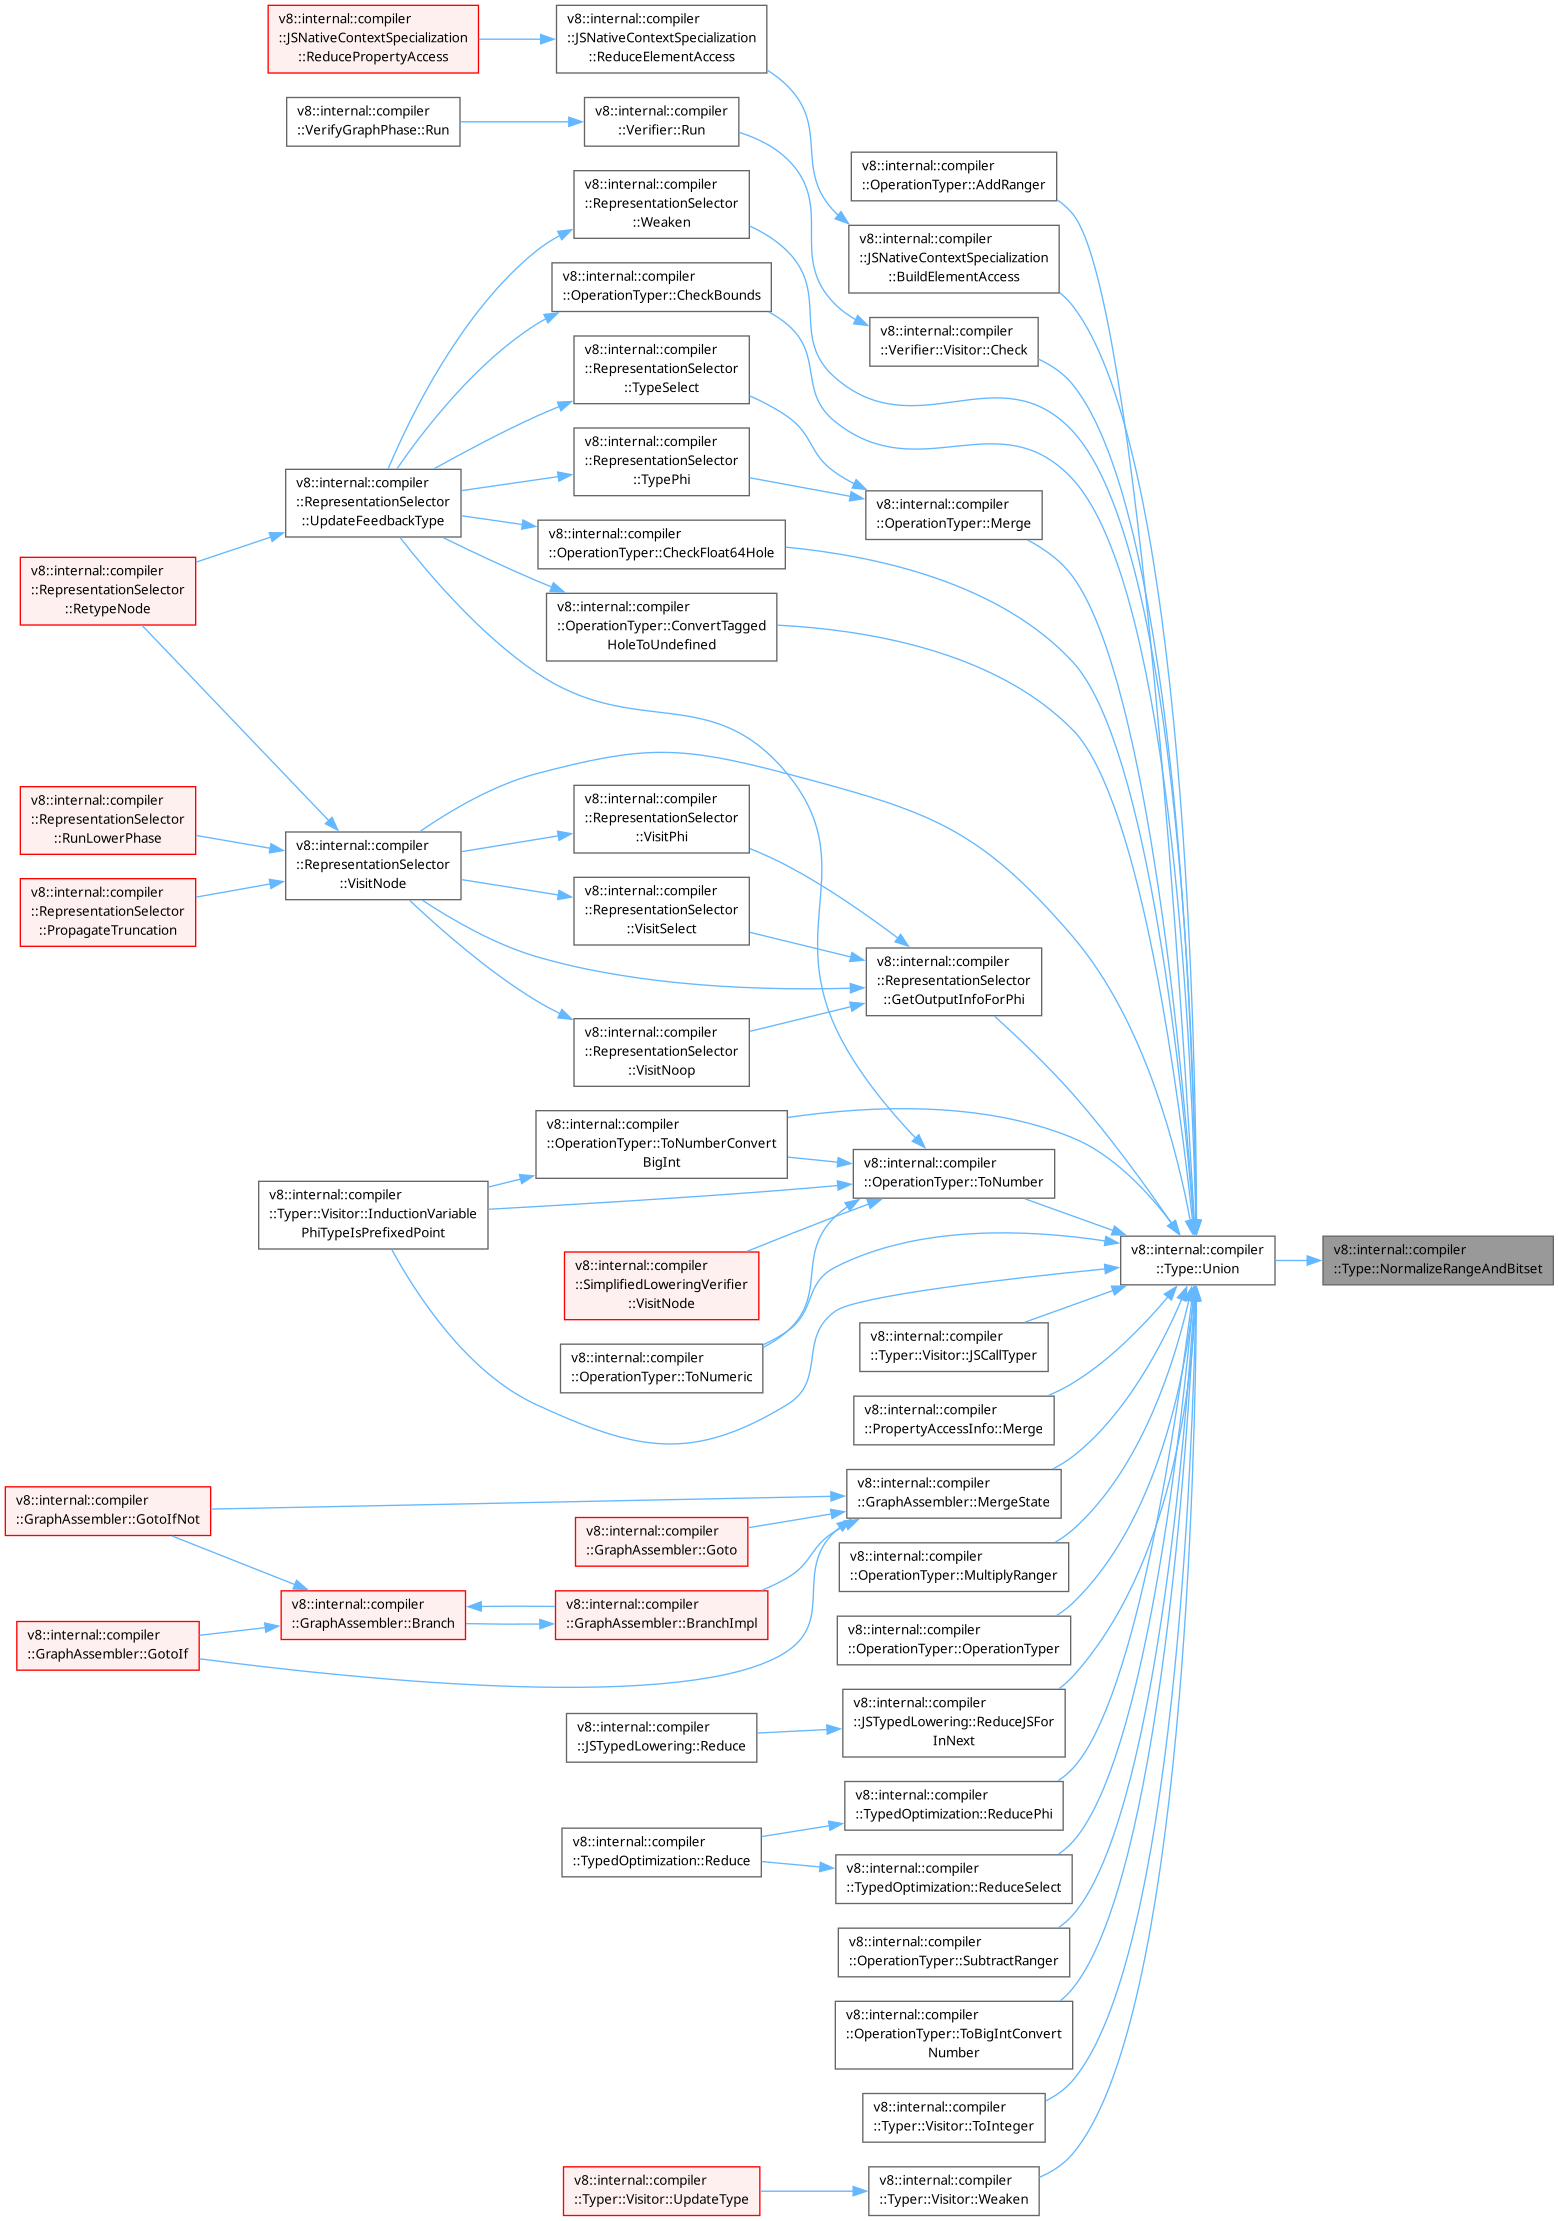 v8::internal::compiler
::JSNativeContextSpecialization
::ReducePropertyAccess
v8::internal::compiler
::JSNativeContextSpecialization
::ReduceElementAccess
v8::internal::compiler
::VerifyGraphPhase::Run
v8::internal::compiler
::Verifier::Run
v8::internal::compiler
::OperationTyper::AddRanger
v8::internal::compiler
::RepresentationSelector
::Weaken
v8::internal::compiler
::JSNativeContextSpecialization
::BuildElementAccess
v8::internal::compiler
::OperationTyper::CheckBounds
v8::internal::compiler
::Verifier::Visitor::Check
v8::internal::compiler
::RepresentationSelector
::TypeSelect
v8::internal::compiler
::RepresentationSelector
::TypePhi
v8::internal::compiler
::RepresentationSelector
::UpdateFeedbackType
v8::internal::compiler
::OperationTyper::Merge
v8::internal::compiler
::OperationTyper::CheckFloat64Hole
v8::internal::compiler
::RepresentationSelector
::RetypeNode
v8::internal::compiler
::OperationTyper::ConvertTagged
HoleToUndefined
v8::internal::compiler
::RepresentationSelector
::RunLowerPhase
v8::internal::compiler
::RepresentationSelector
::VisitPhi
v8::internal::compiler
::RepresentationSelector
::VisitNode
v8::internal::compiler
::RepresentationSelector
::PropagateTruncation
v8::internal::compiler
::RepresentationSelector
::VisitSelect
v8::internal::compiler
::RepresentationSelector
::GetOutputInfoForPhi
v8::internal::compiler
::RepresentationSelector
::VisitNoop
v8::internal::compiler
::OperationTyper::ToNumberConvert
BigInt
v8::internal::compiler
::OperationTyper::ToNumber
v8::internal::compiler
::Typer::Visitor::InductionVariable
PhiTypeIsPrefixedPoint
v8::internal::compiler
::Type::Union
v8::internal::compiler
::Type::NormalizeRangeAndBitset
v8::internal::compiler
::SimplifiedLoweringVerifier
::VisitNode
v8::internal::compiler
::Typer::Visitor::JSCallTyper
v8::internal::compiler
::OperationTyper::ToNumeric
v8::internal::compiler
::PropertyAccessInfo::Merge
v8::internal::compiler
::GraphAssembler::MergeState
v8::internal::compiler
::GraphAssembler::GotoIfNot
v8::internal::compiler
::GraphAssembler::Goto
v8::internal::compiler
::OperationTyper::MultiplyRanger
v8::internal::compiler
::GraphAssembler::Branch
v8::internal::compiler
::GraphAssembler::BranchImpl
v8::internal::compiler
::GraphAssembler::GotoIf
v8::internal::compiler
::OperationTyper::OperationTyper
v8::internal::compiler
::JSTypedLowering::ReduceJSFor
InNext
v8::internal::compiler
::JSTypedLowering::Reduce
v8::internal::compiler
::TypedOptimization::ReducePhi
v8::internal::compiler
::TypedOptimization::Reduce
v8::internal::compiler
::TypedOptimization::ReduceSelect
v8::internal::compiler
::OperationTyper::SubtractRanger
v8::internal::compiler
::OperationTyper::ToBigIntConvert
Number
v8::internal::compiler
::Typer::Visitor::ToInteger
v8::internal::compiler
::Typer::Visitor::UpdateType
v8::internal::compiler
::Typer::Visitor::Weaken